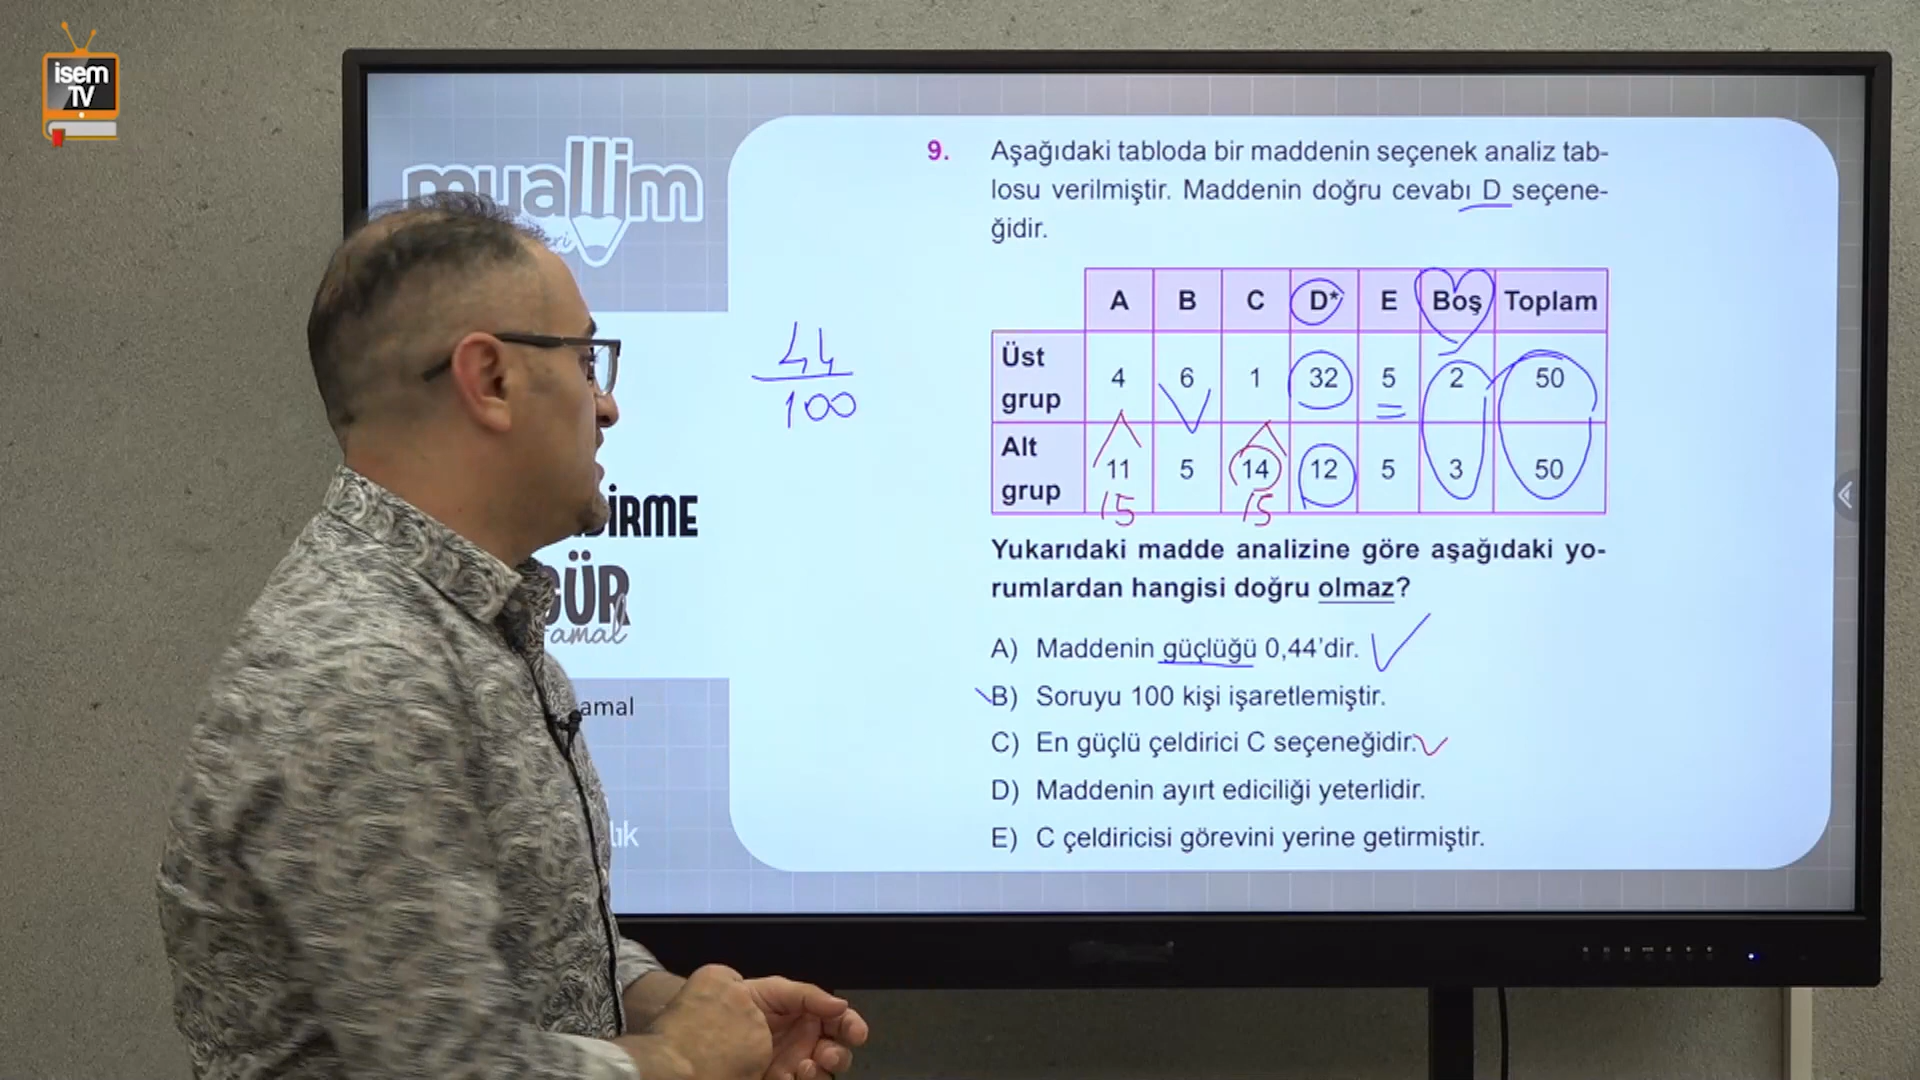 isem
TV
muallim
44
100
9. Aşağıdaki tabloda bir maddenin seçenek analiz tab-
losu verilmiştir. Maddenin doğru cevabı D seçene-
ğidir.
A B C D* E Boş Toplam
Üst grup 4 6 1 32 5 2 50
Alt grup 11 5 14 12 5 3 50
15 15
Yukarıdaki madde analizine göre aşağıdaki yo-
rumlardan hangisi doğru olmaz?
A) Maddenin güçlüğü 0,44'dir.
B) Soruyu 100 kişi işaretlemiştir.
C) En güçlü çeldirici C seçeneğidir.
D) Maddenin ayırt ediciliği yeterlidir.
E) C çeldiricisi görevini yerine getirmiştir.
DİRME
GÜR
amal
amal
lık